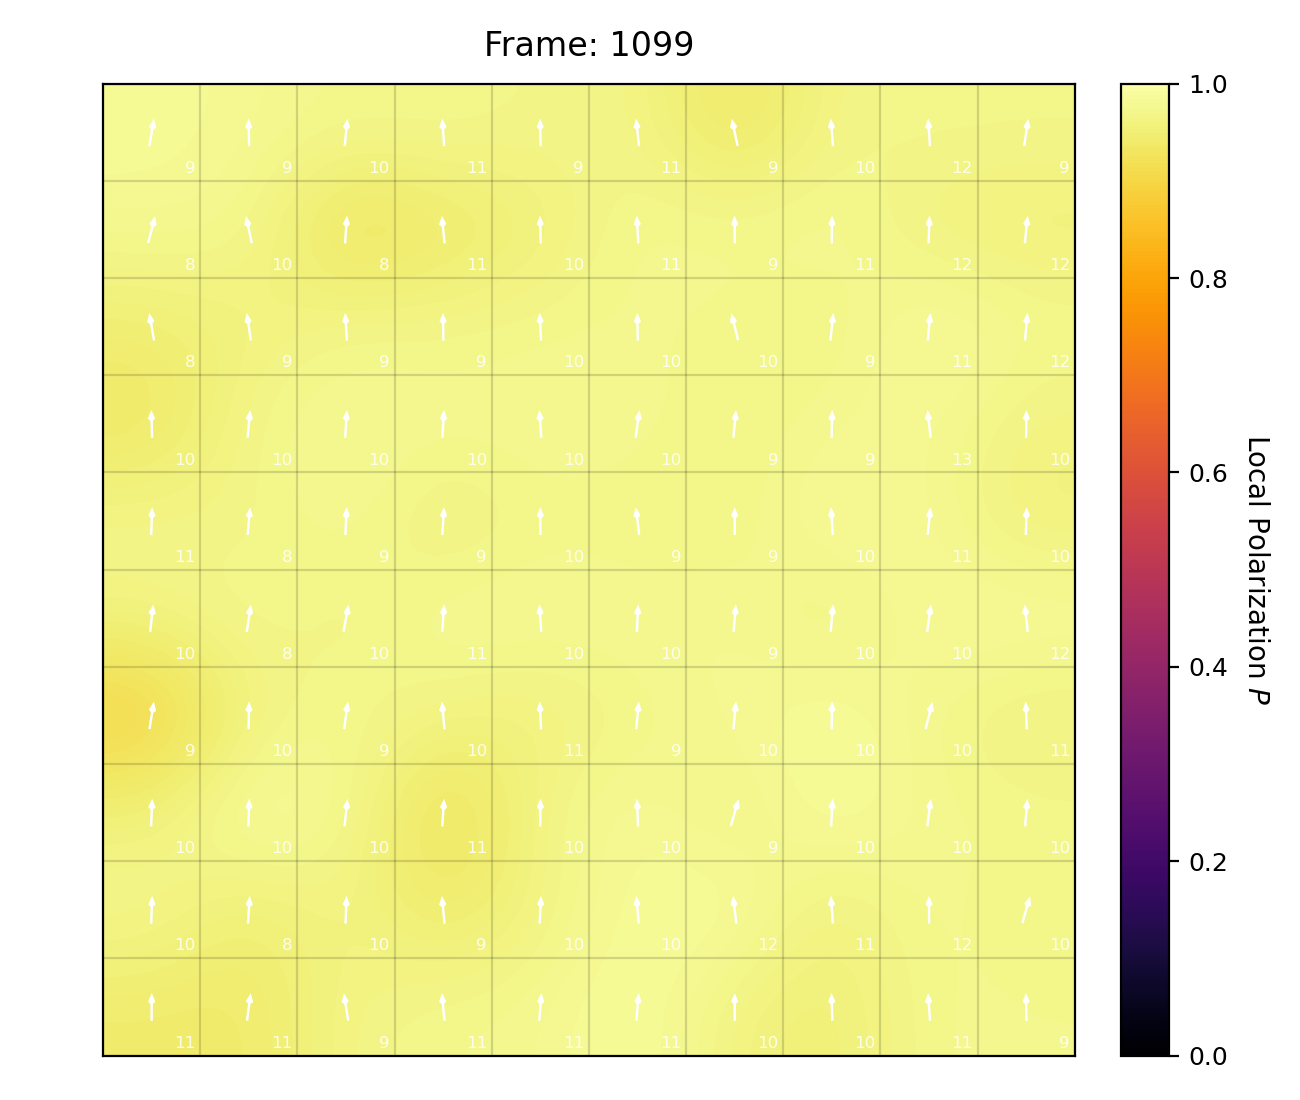 Frame: 1099
9 9 10 11 9 11 9 10 12 9
8 10 8 11 10 11 9 11 12 12
8 9 9 9 10 10 10 9 11 12
10 10 10 10 10 10 9 9 13 10
11 8 9 9 10 9 9 10 11 10
10 8 10 11 10 10 9 10 10 12
9 10 9 10 11 9 10 10 10 11
10 10 10 11 10 10 9 10 10 10
10 8 10 9 10 10 12 11 12 10
11 11 9 11 11 11 10 10 11 9
1.0
0.8
0.6
0.4
0.2
0.0
Local Polarization P